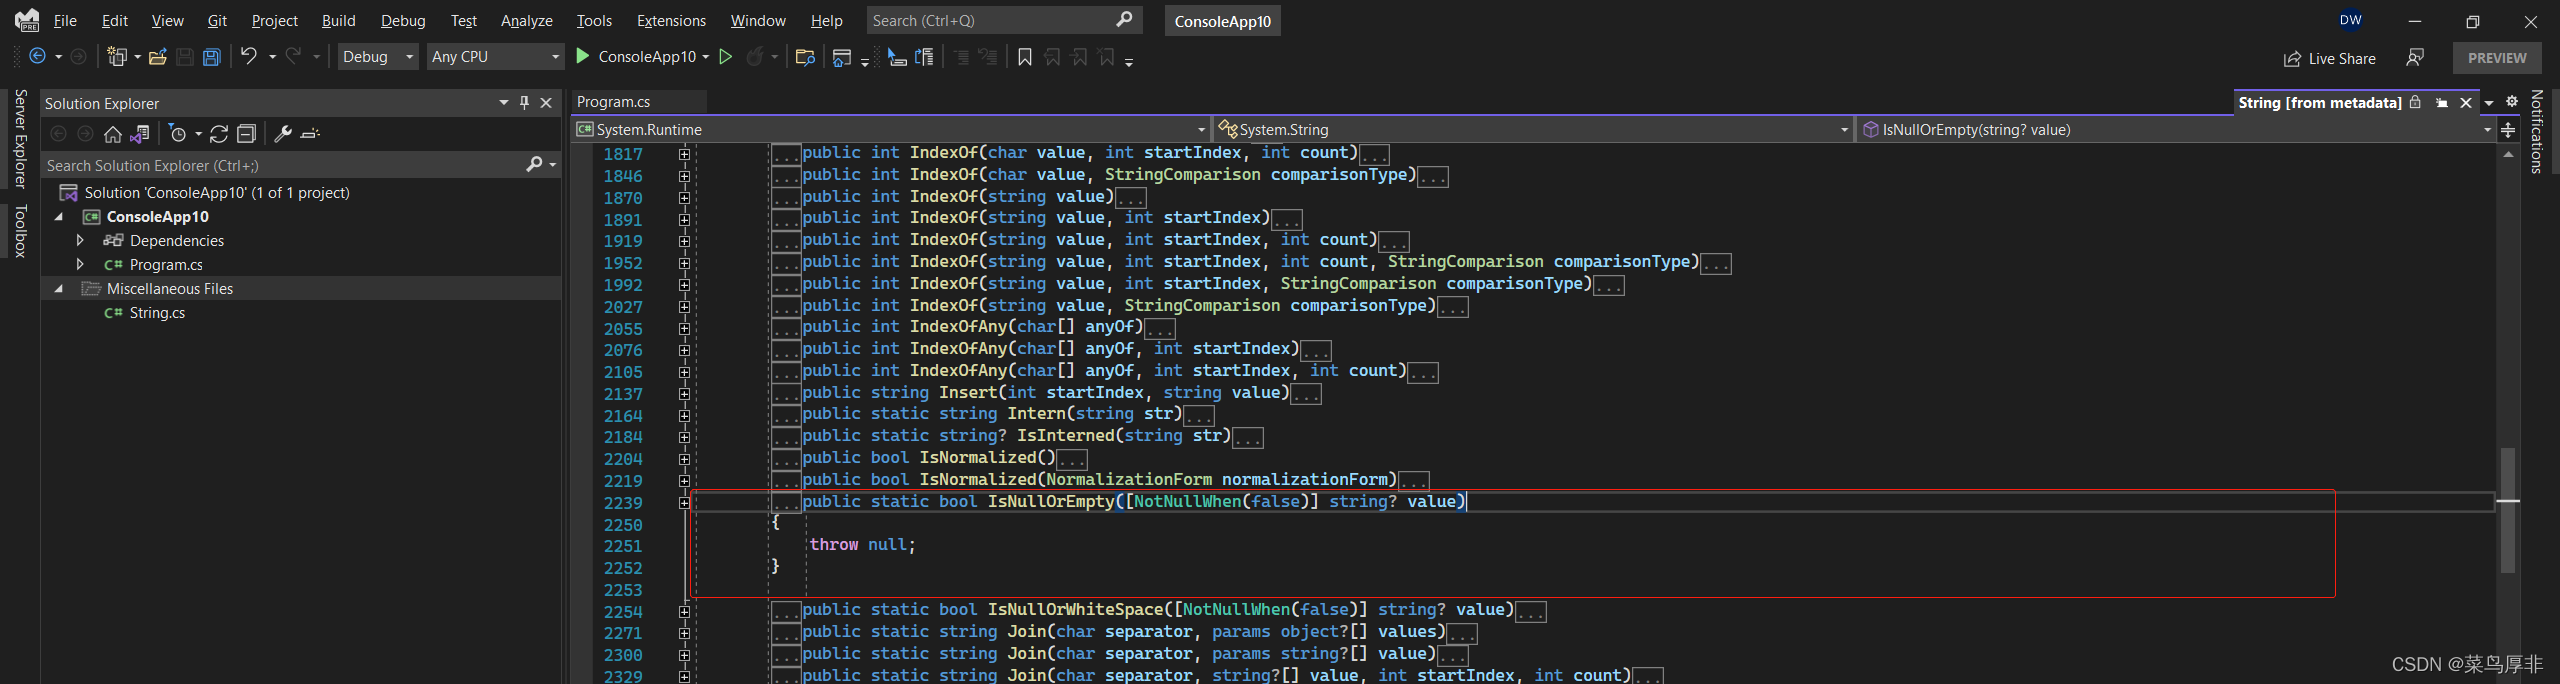 File Edit View Git Project Build Debug Test Analyze Tools Extensions Window Help Search (Ctrl+Q) ConsoleApp10 DW
Debug Any CPU ConsoleApp10 Live Share PREVIEW
Server Explorer
Toolbox
Solution Explorer
Search Solution Explorer (Ctrl+;)
Solution 'ConsoleApp10' (1 of 1 project)
C# ConsoleApp10
Dependencies
C# Program.cs
Miscellaneous Files
C# String.cs
Program.cs String [from metadata]
C# System.Runtime System.String IsNullOrEmpty(string? value)
1817 ...public int IndexOf(char value, int startIndex, int count)...
1846 ...public int IndexOf(char value, StringComparison comparisonType)...
1870 ...public int IndexOf(string value)...
1891 ...public int IndexOf(string value, int startIndex)...
1919 ...public int IndexOf(string value, int startIndex, int count)...
1952 ...public int IndexOf(string value, int startIndex, int count, StringComparison comparisonType)...
1992 ...public int IndexOf(string value, int startIndex, StringComparison comparisonType)...
2027 ...public int IndexOf(string value, StringComparison comparisonType)...
2055 ...public int IndexOfAny(char[] anyOf)...
2076 ...public int IndexOfAny(char[] anyOf, int startIndex)...
2105 ...public int IndexOfAny(char[] anyOf, int startIndex, int count)...
2137 ...public string Insert(int startIndex, string value)...
2164 ...public static string Intern(string str)...
2184 ...public static string? IsInterned(string str)...
2204 ...public bool IsNormalized()...
2219 ...public bool IsNormalized(NormalizationForm normalizationForm)...
2239 ...public static bool IsNullOrEmpty([NotNullWhen(false)] string? value)
2250 {
2251 throw null;
2252 }
2253
2254 ...public static bool IsNullOrWhiteSpace([NotNullWhen(false)] string? value)...
2271 ...public static string Join(char separator, params object?[] values)...
2300 ...public static string Join(char separator, params string?[] value)...
2329 ...public static string Join(char separator, string?[] value, int startIndex, int count)...
Notifications
CSDN @菜鸟厚非